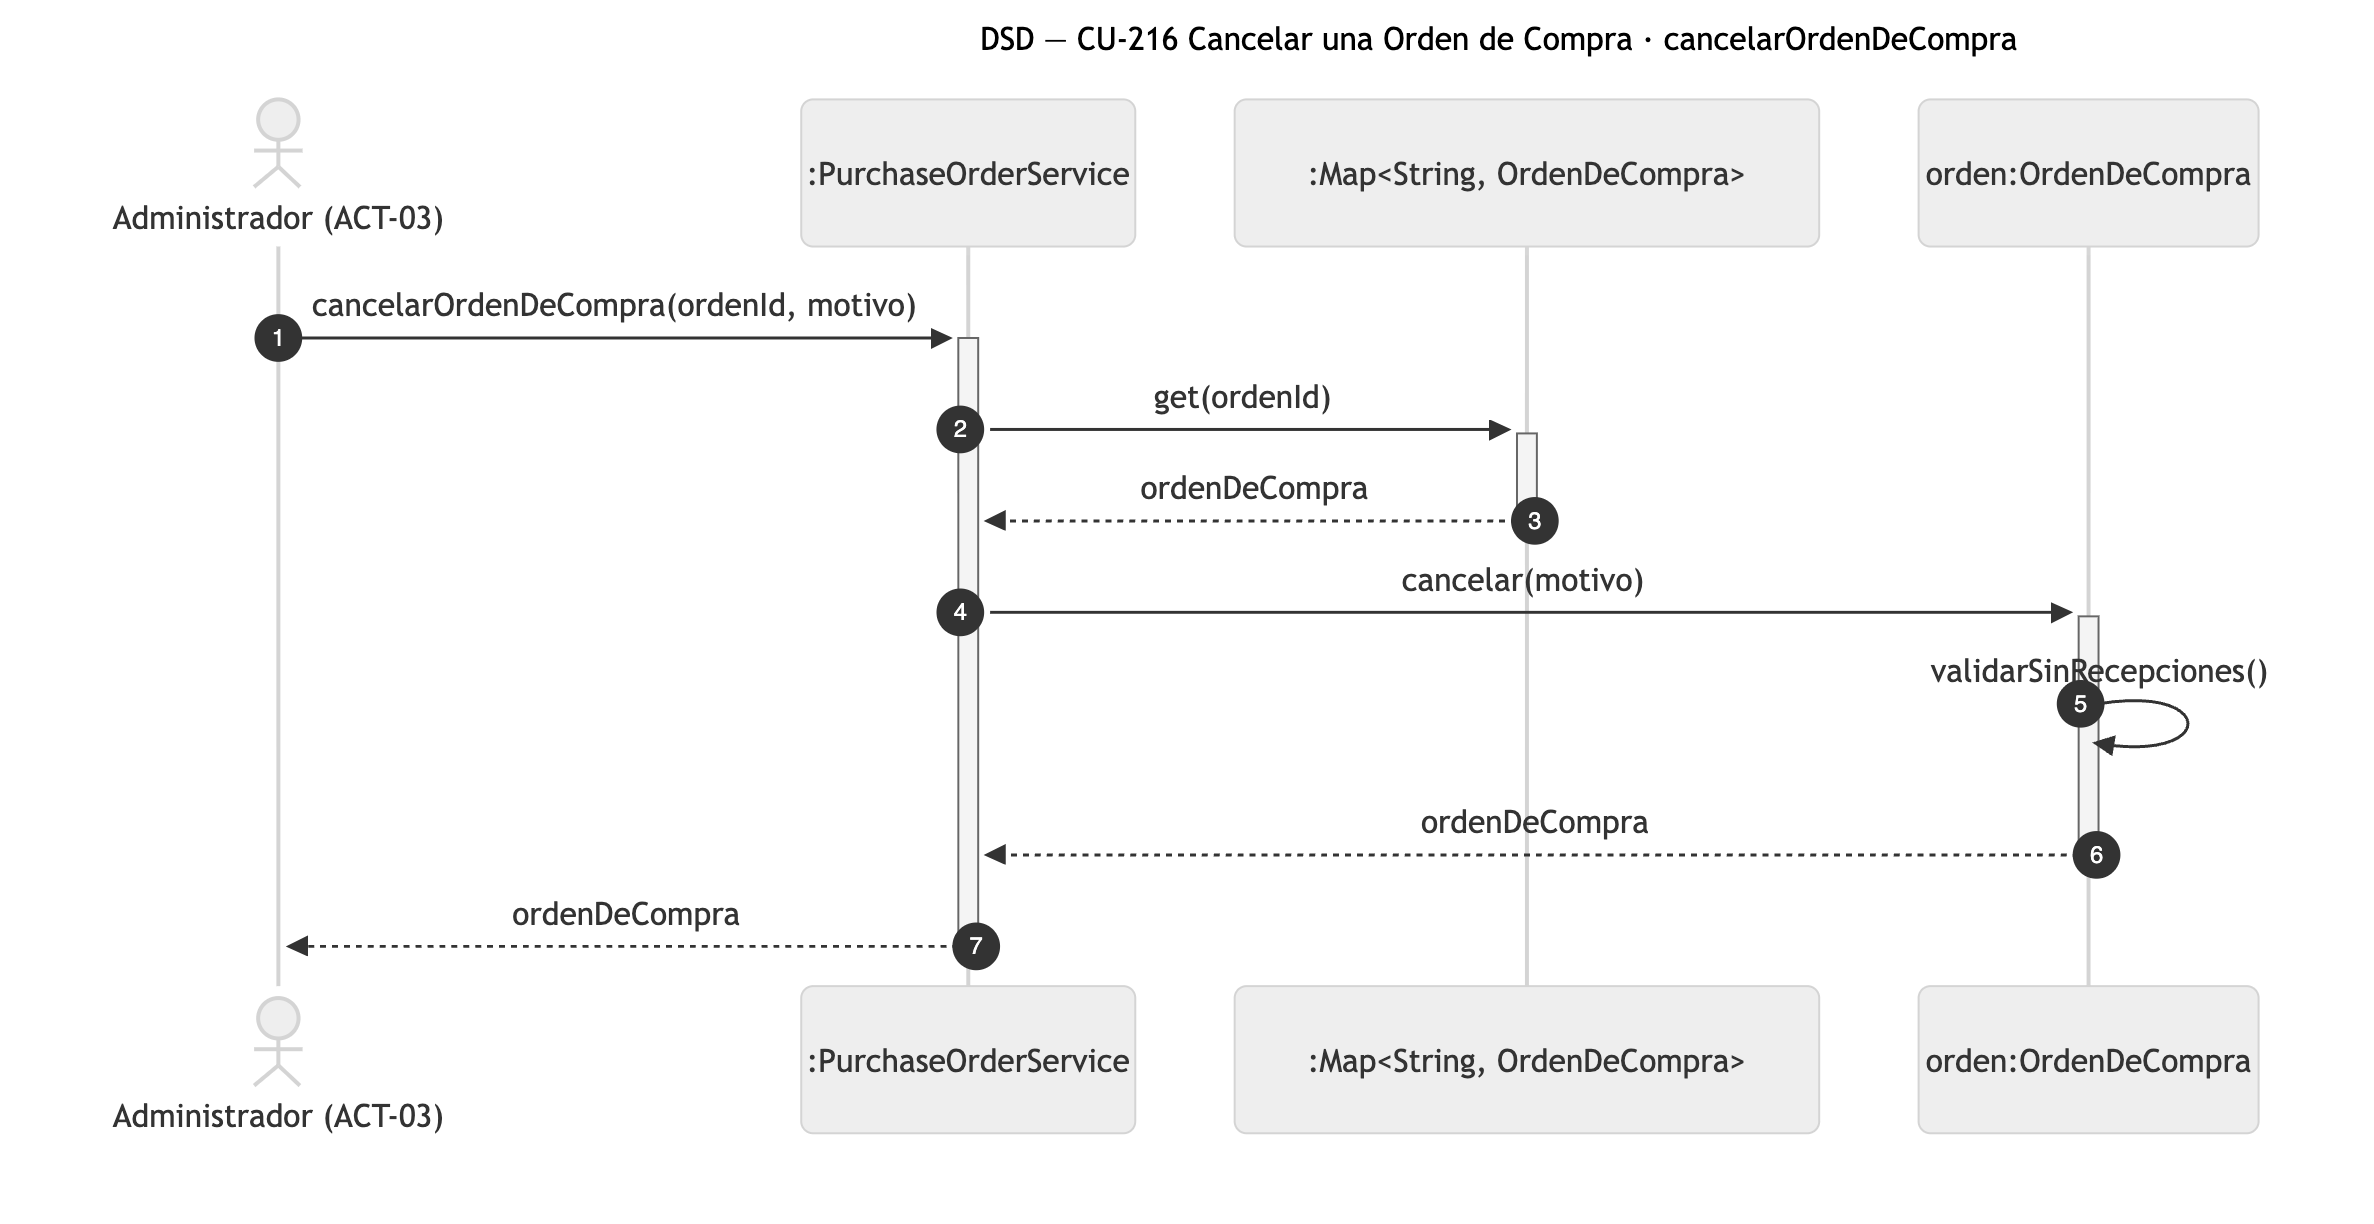 DSD — CU-216 Cancelar una Orden de Compra · cancelarOrdenDeCompra
Administrador (ACT-03)
:PurchaseOrderService
:Map<String, OrdenDeCompra>
orden:OrdenDeCompra
cancelarOrdenDeCompra(ordenId, motivo)
1
get(ordenId)
2
ordenDeCompra
3
cancelar(motivo)
4
validarSinRecepciones()
5
ordenDeCompra
6
ordenDeCompra
7
Administrador (ACT-03)
:PurchaseOrderService
:Map<String, OrdenDeCompra>
orden:OrdenDeCompra